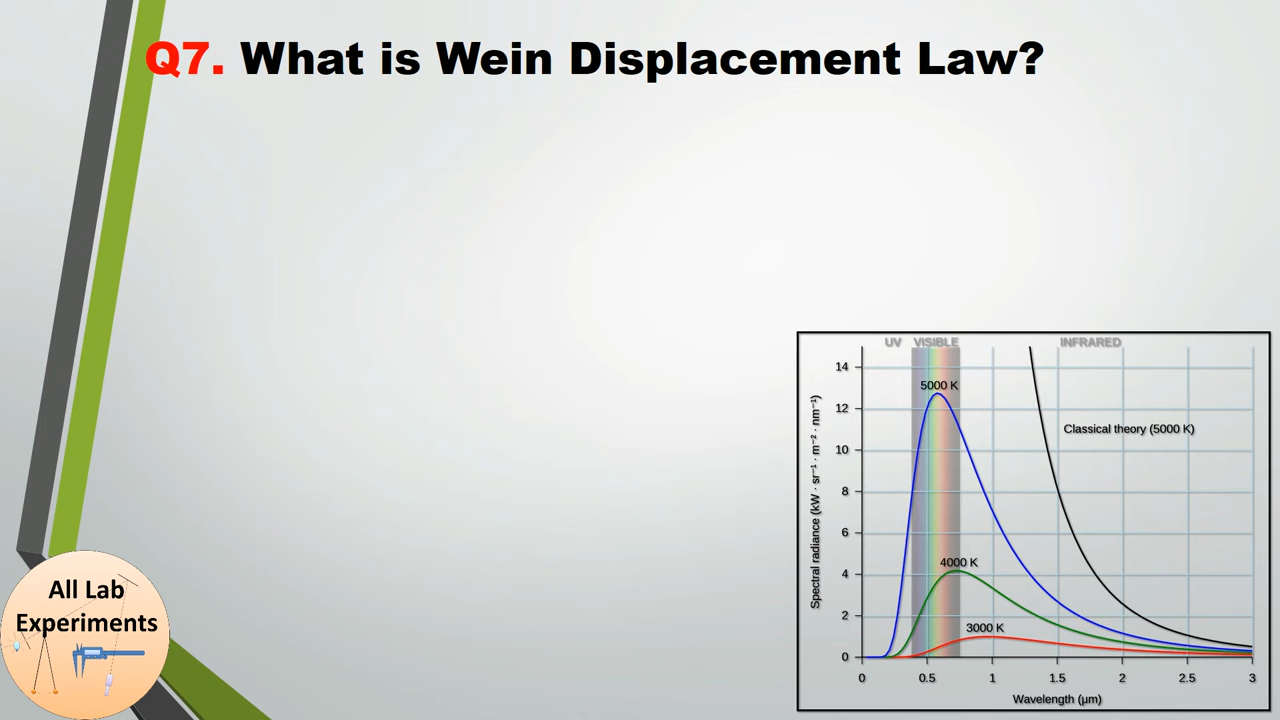 Q7. What is Wein Displacement Law?
UV VISIBLE INFRARED
14
12
10
8
6
4
2
0
5000 K
4000 K
3000 K
Classical theory (5000 K)
Spectral radiance (kW · sr⁻¹ · m⁻² · nm⁻¹)
0 0.5 1 1.5 2 2.5 3
Wavelength (μm)
All Lab
Experiments